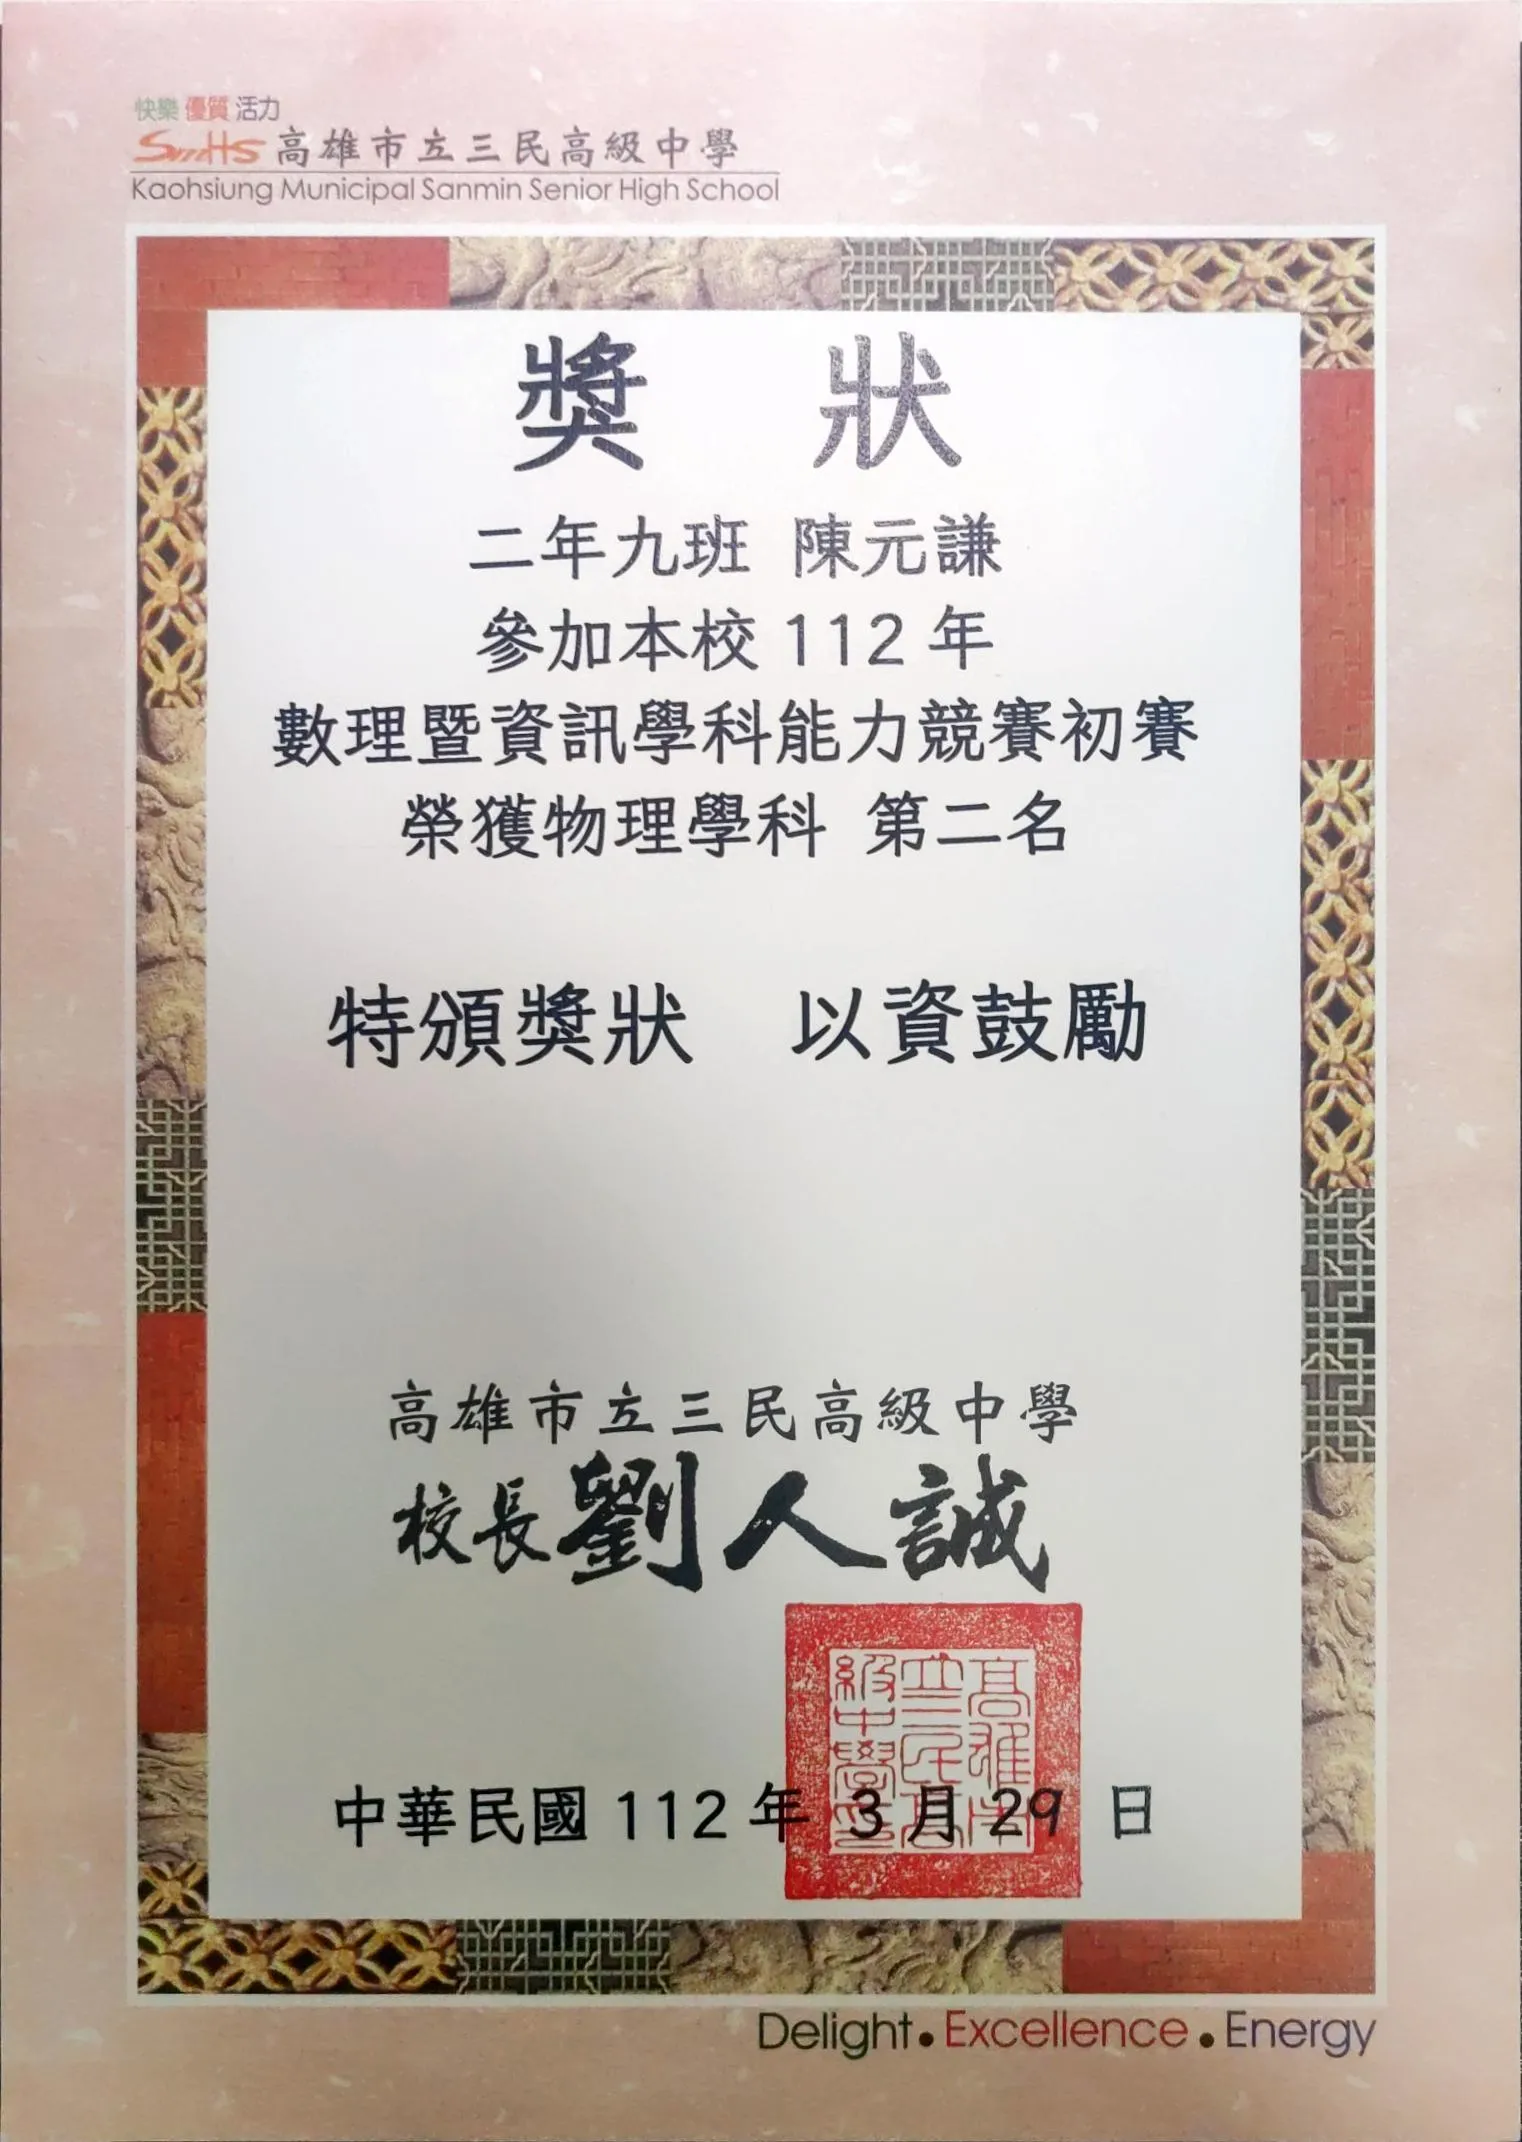 快樂 優質 活力
SmHS 高雄市立三民高級中學
Kaohsiung Municipal Sanmin Senior High School
獎 狀
二年九班 陳元謙
參加本校 112 年
數理暨資訊學科能力競賽初賽
榮獲物理學科 第二名
特頒獎狀 以資鼓勵
高雄市立三民高級中學
校長 劉人誠
高雄市
立三民高
級中學印
中華民國 112 年 3 月 29 日
Delight • Excellence • Energy